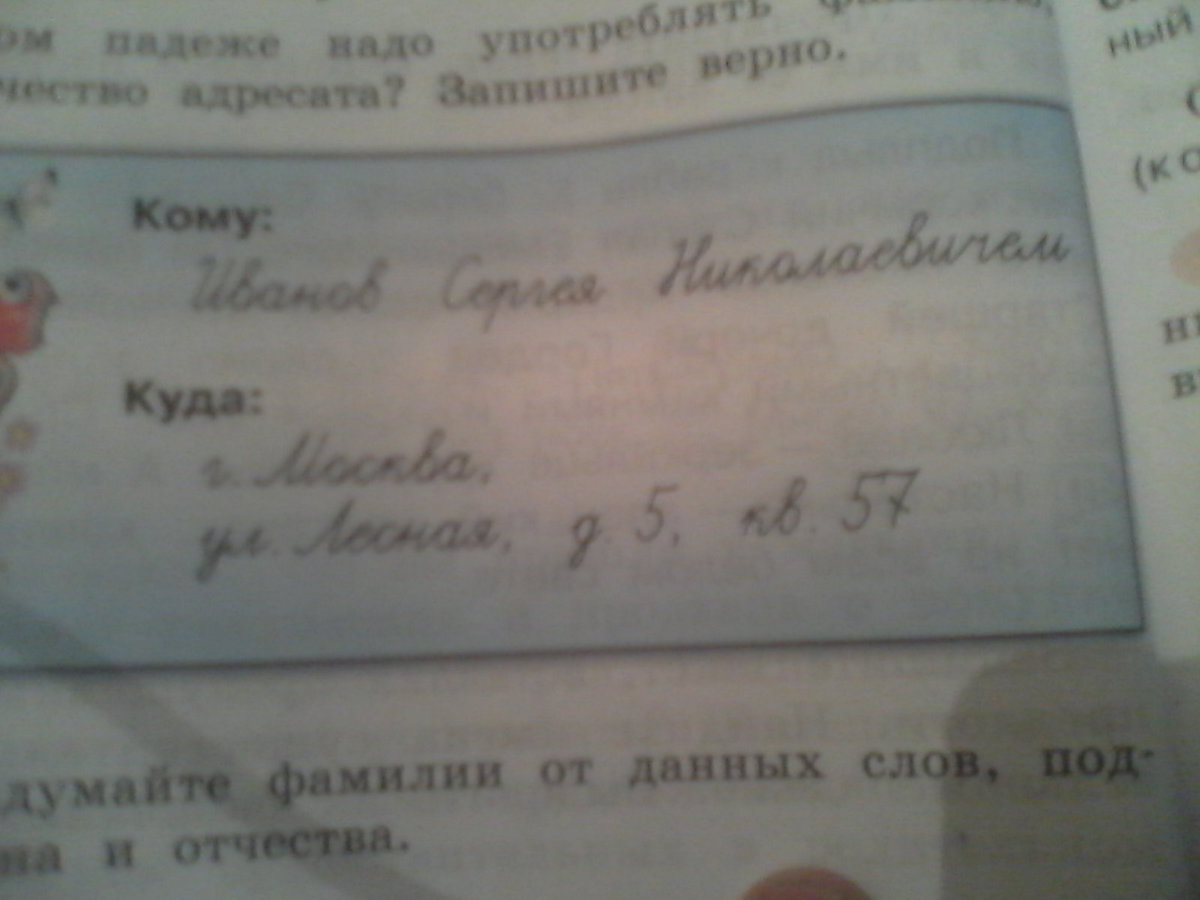 ом падеже надо употреблять
чество адресата? Запишите верно.
Кому:
Иванов Сергея Николаевичем
Куда:
г. Москва,
ул. Лесная, д. 5, кв. 57
думайте фамилии от данных слов, под-
на и отчества.
ный
(к о